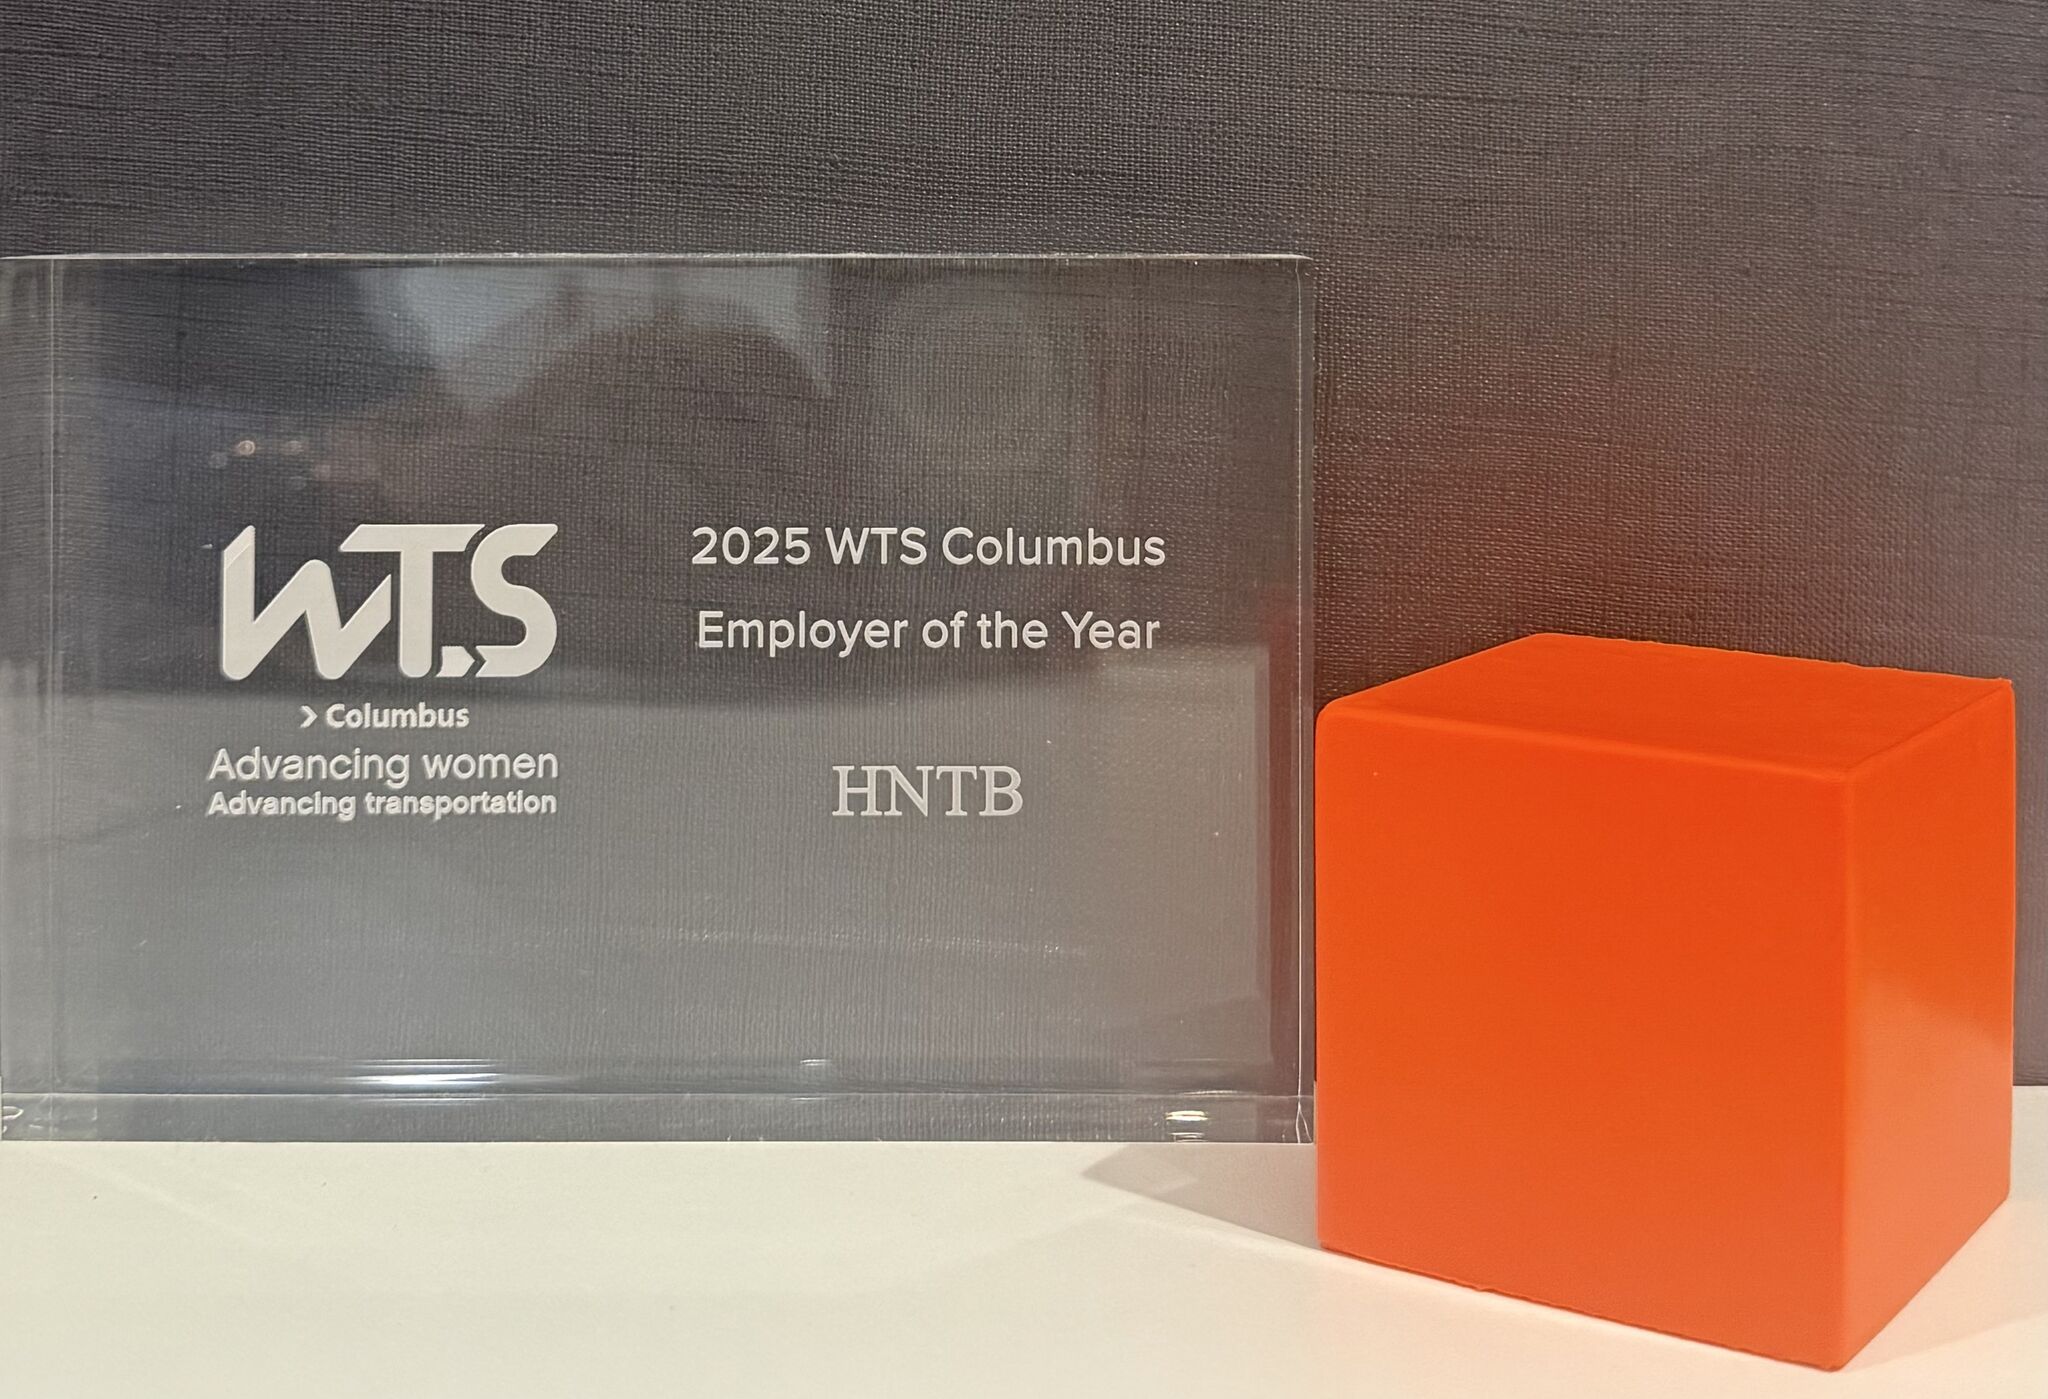 WTS
Columbus
Advancing women
Advancing transportation
2025 WTS Columbus
Employer of the Year
HNTB